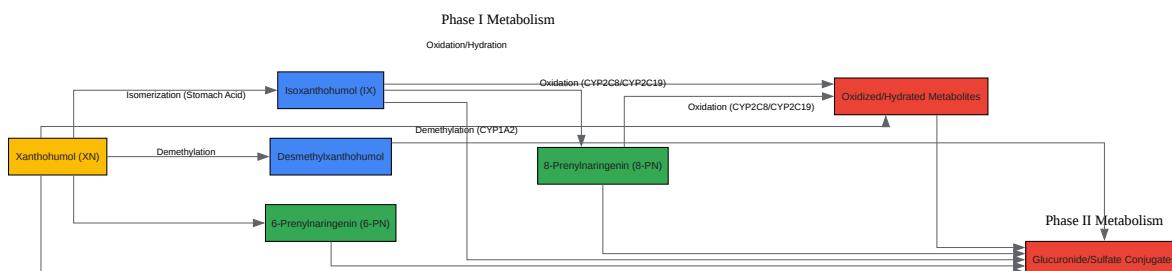 Phase I Metabolism
Oxidation/Hydration
Isoxanthohumol (IX)
Oxidation (CYP2C8/CYP2C19)
Oxidized/Hydrated Metabolites
Isomerization (Stomach Acid)
Oxidation (CYP2C8/CYP2C19)
Demethylation (CYP1A2)
Xanthohumol (XN)
Demethylation
Desmethylxanthohumol
8-Prenylnaringenin (8-PN)
6-Prenylnaringenin (6-PN)
Phase II Metabolism
Glucuronide/Sulfate Conjugate